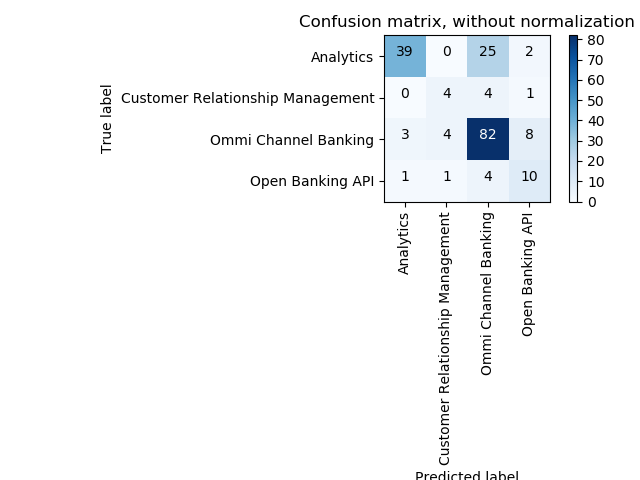 Confusion matrix, without normalization
True label
Analytics 39 0 25 2
Customer Relationship Management 0 4 4 1
Ommi Channel Banking 3 4 82 8
Open Banking API 1 1 4 10
80
70
60
50
40
30
20
10
0
Analytics
Customer Relationship Management
Ommi Channel Banking
Open Banking API
Predicted label